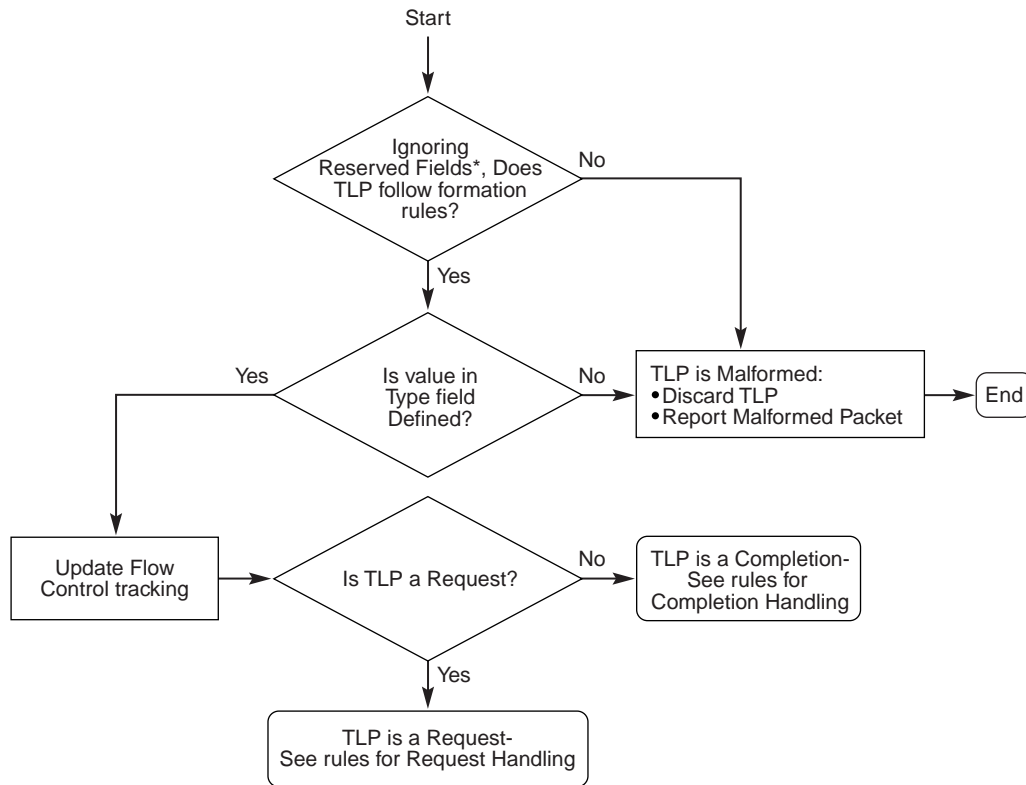 Start
Ignoring
Reserved Fields*, Does
TLP follow formation
rules?
No
Yes
Is value in
Type field
Defined?
Yes
No
TLP is Malformed:
•Discard TLP
•Report Malformed Packet
End
Update Flow
Control tracking
Is TLP a Request?
No
TLP is a Completion-
See rules for
Completion Handling
Yes
TLP is a Request-
See rules for Request Handling